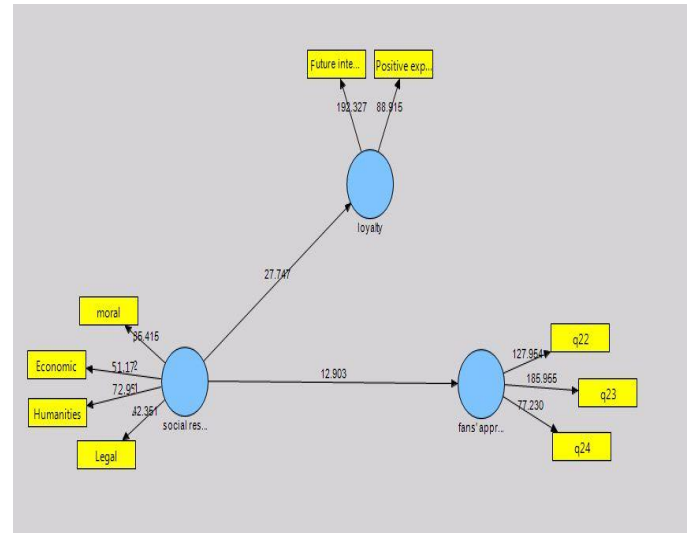 Future inte...
Positive exp...
192.327
88.915
loyalty
27.747
moral
35.415
Economic
51.172
12.903
Humanities
72.951
42.351
Legal
social res...
fans' appr...
127.954
q22
185.955
q23
77.230
q24